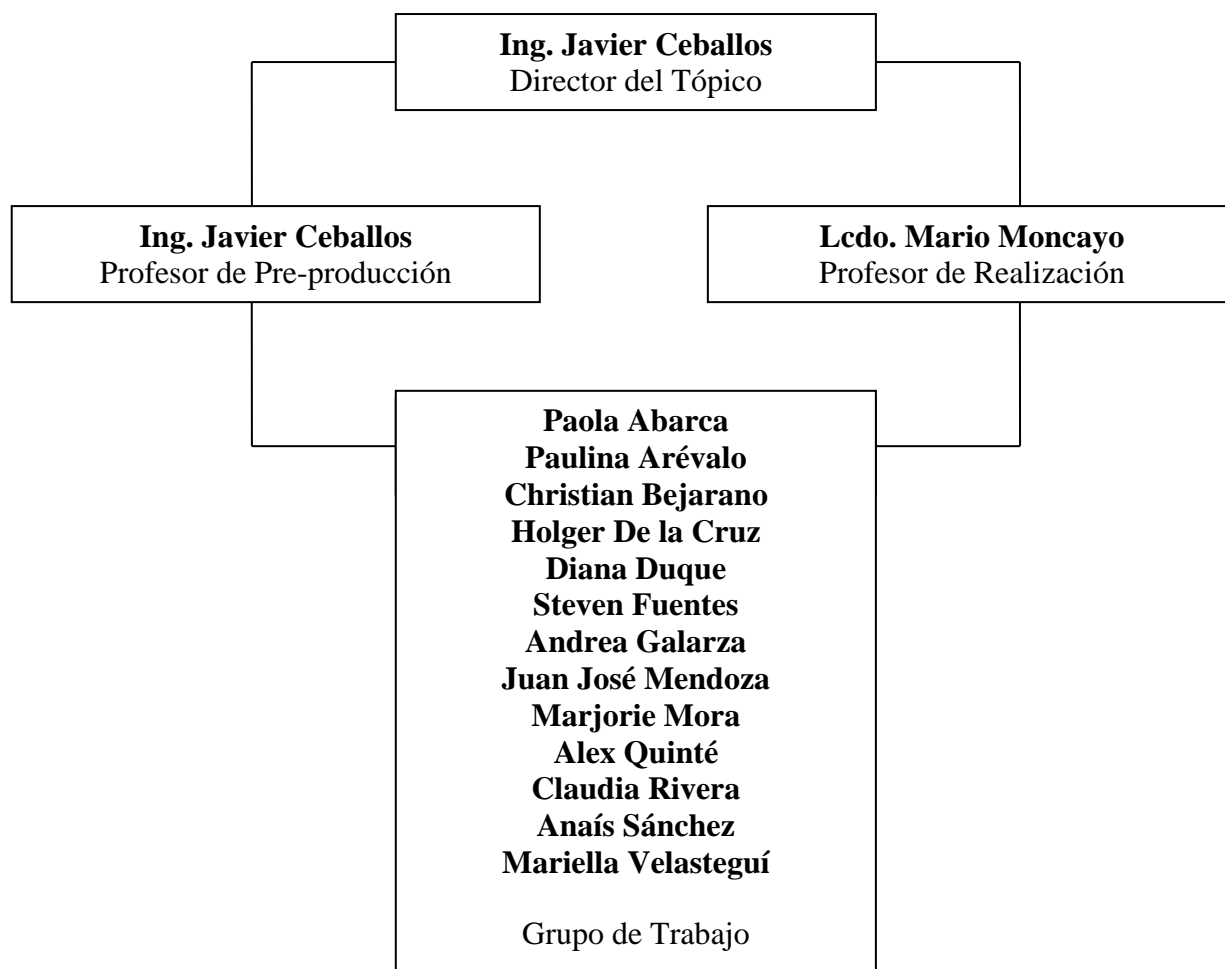 Ing. Javier Ceballos
Director del Tópico
Ing. Javier Ceballos
Profesor de Pre-producción
Lcdo. Mario Moncayo
Profesor de Realización
Paola Abarca
Paulina Arévalo
Christian Bejarano
Holger De la Cruz
Diana Duque
Steven Fuentes
Andrea Galarza
Juan José Mendoza
Marjorie Mora
Alex Quinté
Claudia Rivera
Anaís Sánchez
Mariella Velasteguí
Grupo de Trabajo